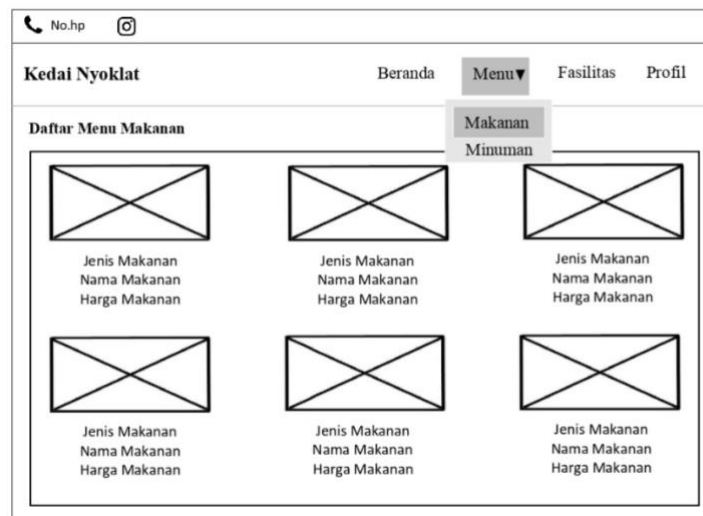 No.hp
Kedai Nyoklat Beranda Menu▼ Fasilitas Profil
Makanan
Minuman
Daftar Menu Makanan
Jenis Makanan Jenis Makanan Jenis Makanan
Nama Makanan Nama Makanan Nama Makanan
Harga Makanan Harga Makanan Harga Makanan
Jenis Makanan Jenis Makanan Jenis Makanan
Nama Makanan Nama Makanan Nama Makanan
Harga Makanan Harga Makanan Harga Makanan